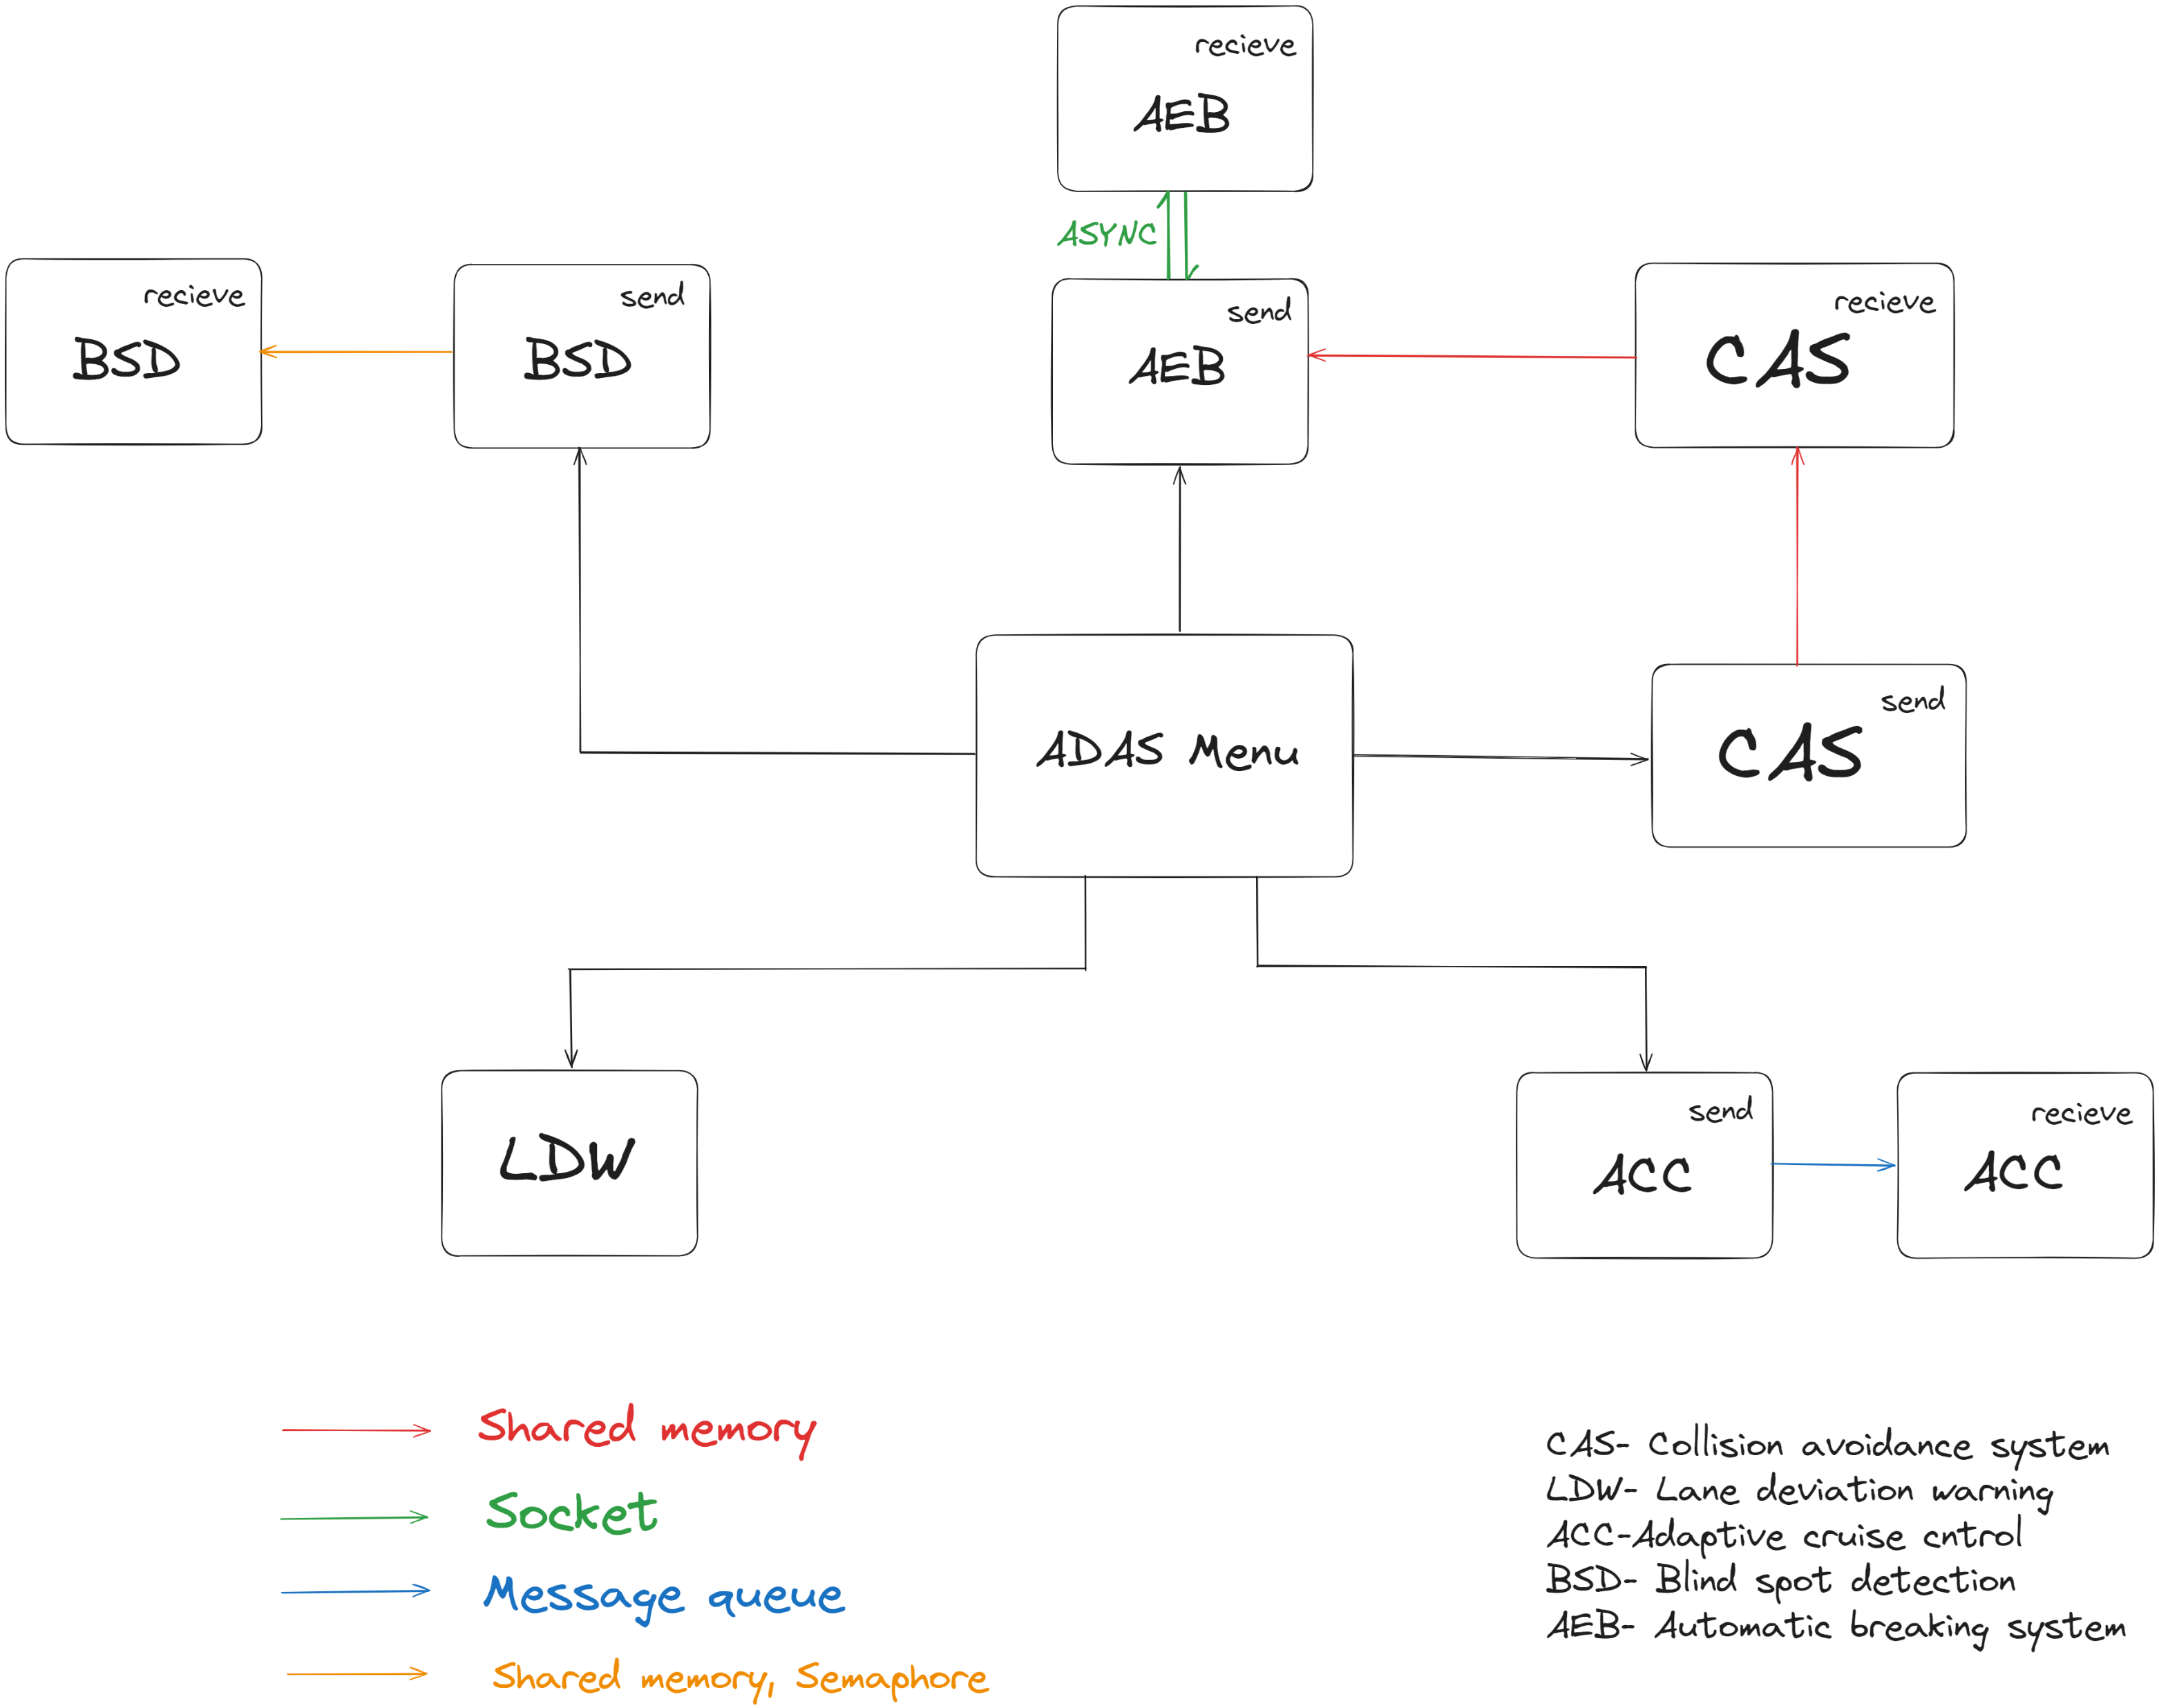 recieve
AEB
ASYNC
recieve
BSD
send
BSD
send
AEB
recieve
CAS
ADAS Menu
send
CAS
LDW
send
ACC
recieve
ACC
Shared memory
Socket
Message queue
Shared memory, Semaphore
CAS- Collision avoidance system
LDW- Lane deviation warning
ACC-Adaptive cruise cntrol
BSD- Blind spot detection
AEB- Automatic breaking system